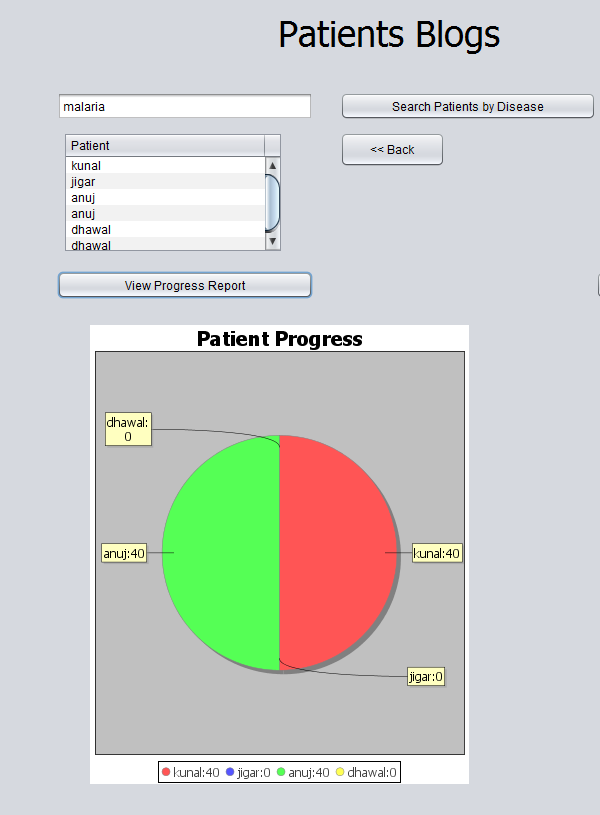 Patients Blogs
malaria
Search Patients by Disease
Patient
<< Back
kunal
jigar
anuj
anuj
dhawal
dhawal
View Progress Report
Patient Progress
dhawal:
0
anuj:40
kunal:40
jigar:0
kunal:40 jigar:0 anuj:40 dhawal:0